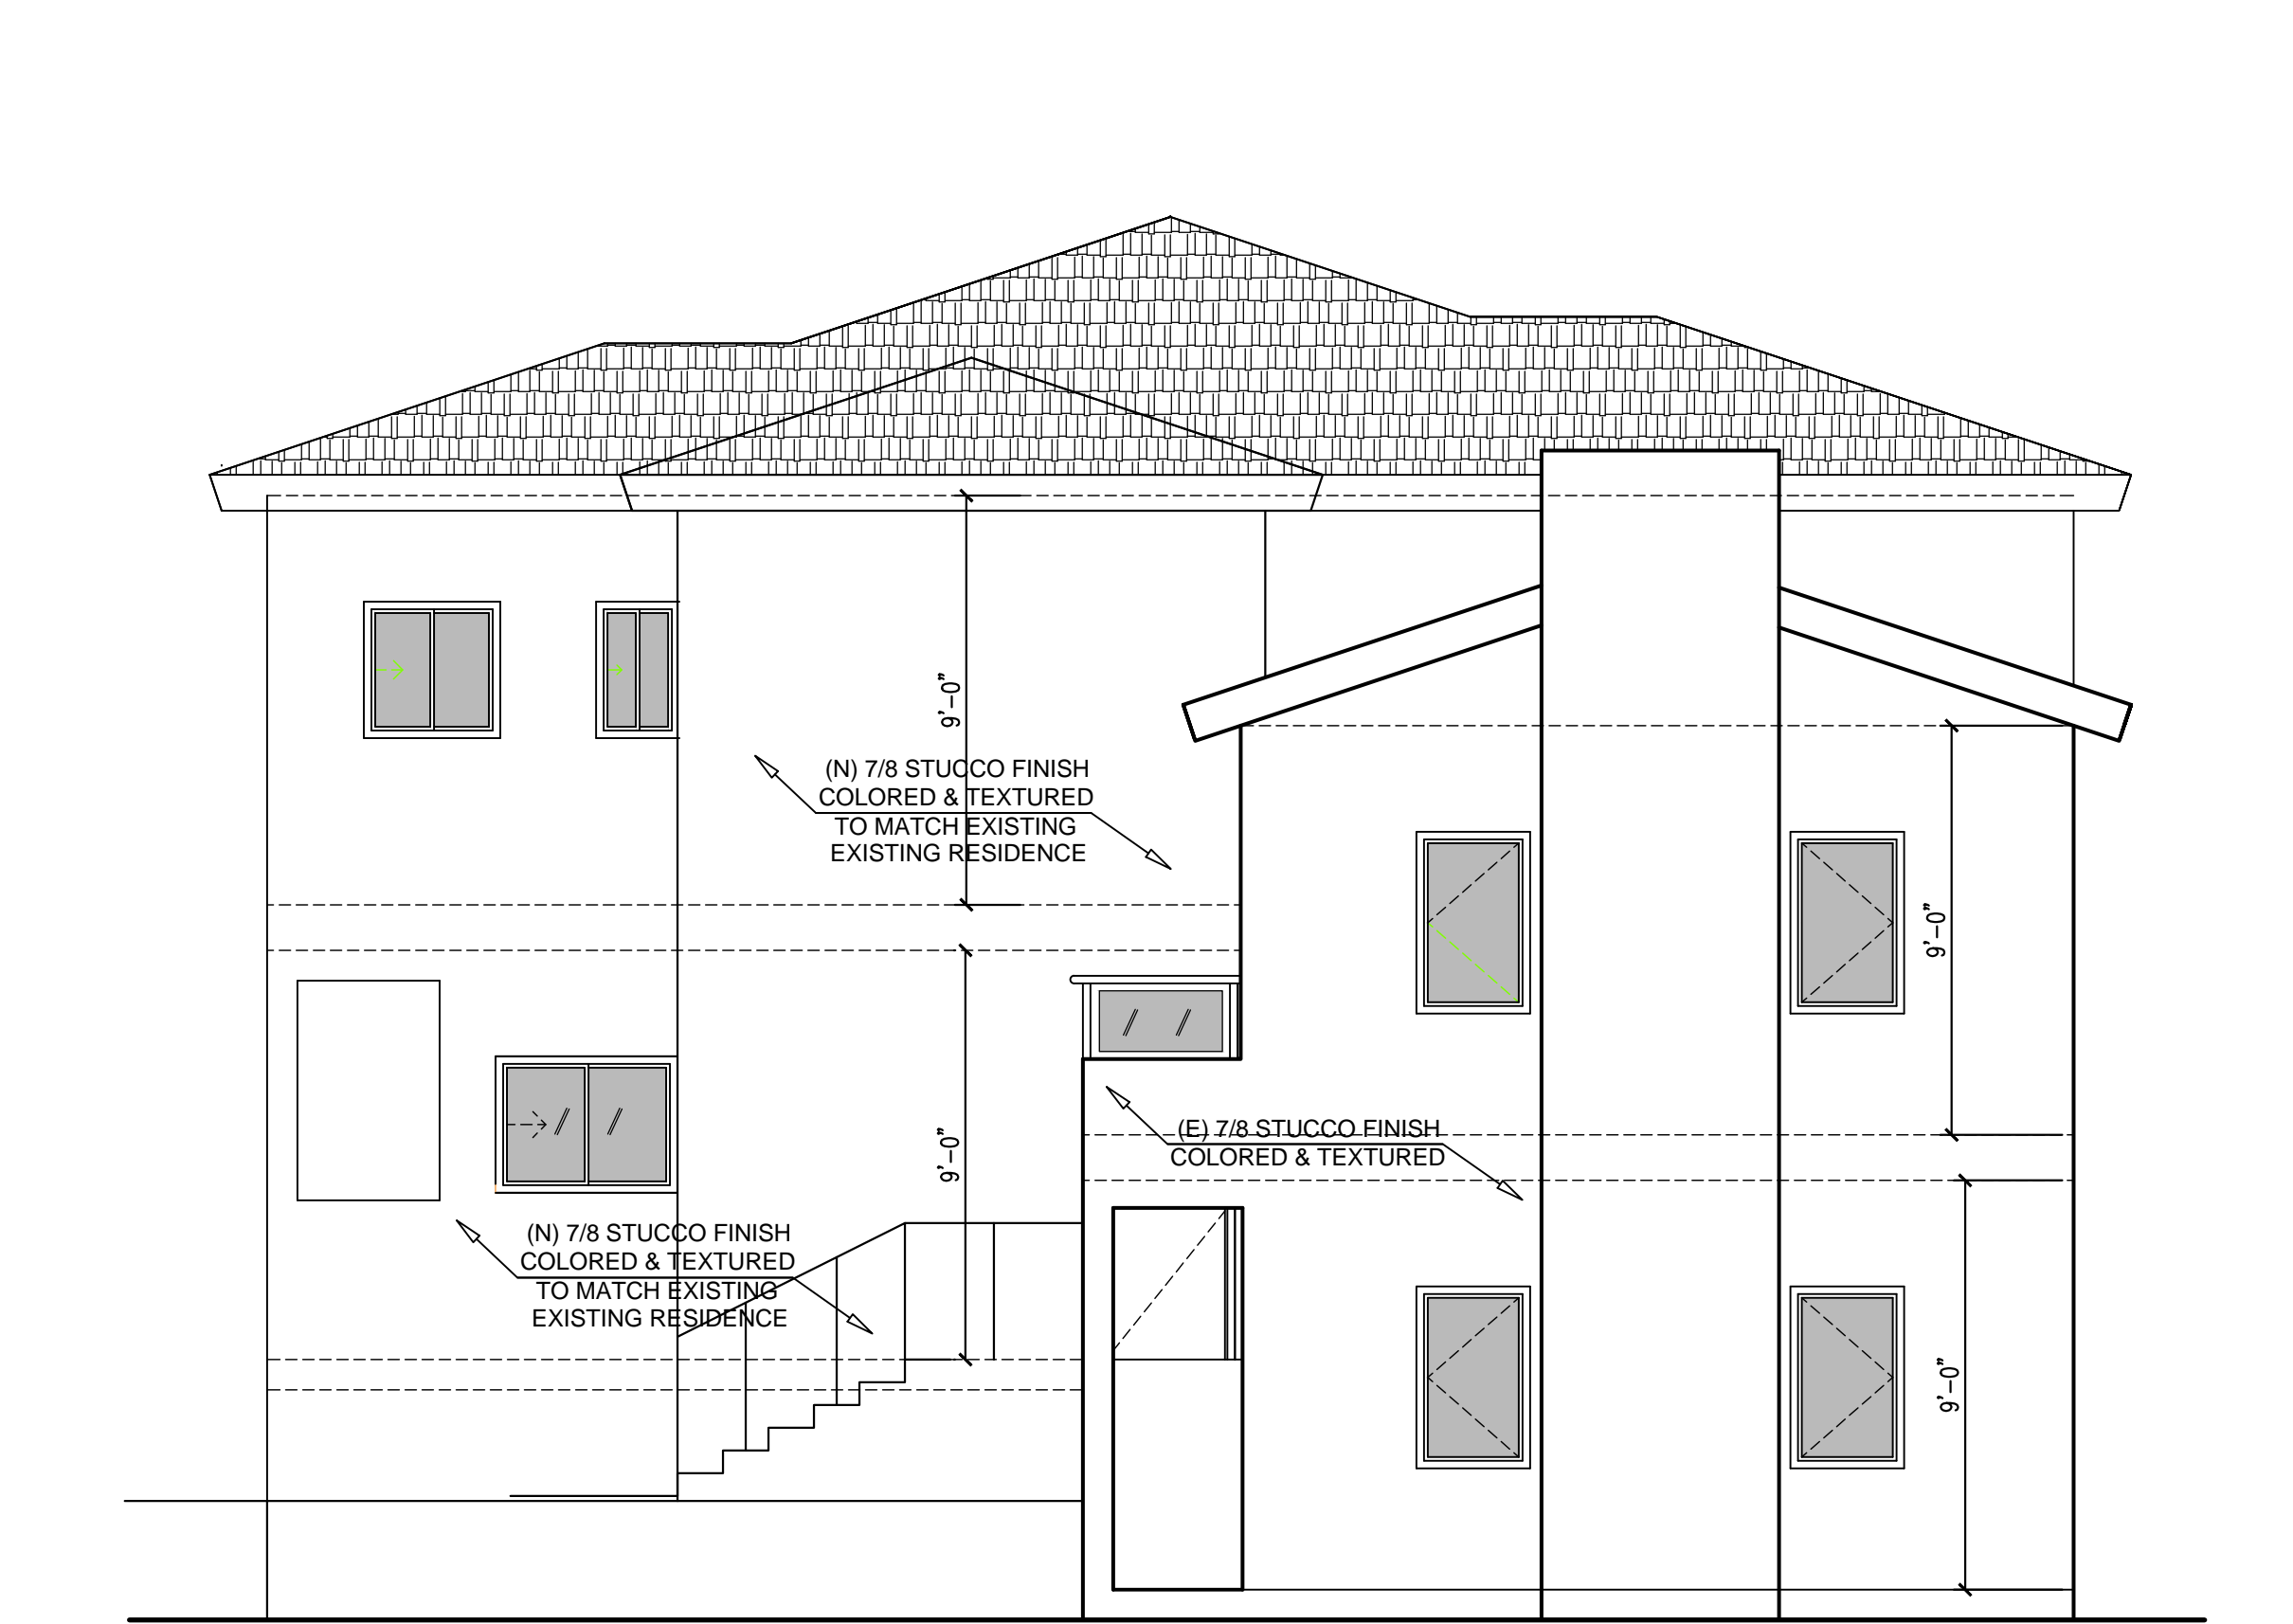 9'-0"
(N) 7/8 STUCCO FINISH
COLORED & TEXTURED
TO MATCH EXISTING
EXISTING RESIDENCE
9'-0"
9'-0"
(E) 7/8 STUCCO FINISH
COLORED & TEXTURED
(N) 7/8 STUCCO FINISH
COLORED & TEXTURED
TO MATCH EXISTING
EXISTING RESIDENCE
9'-0"